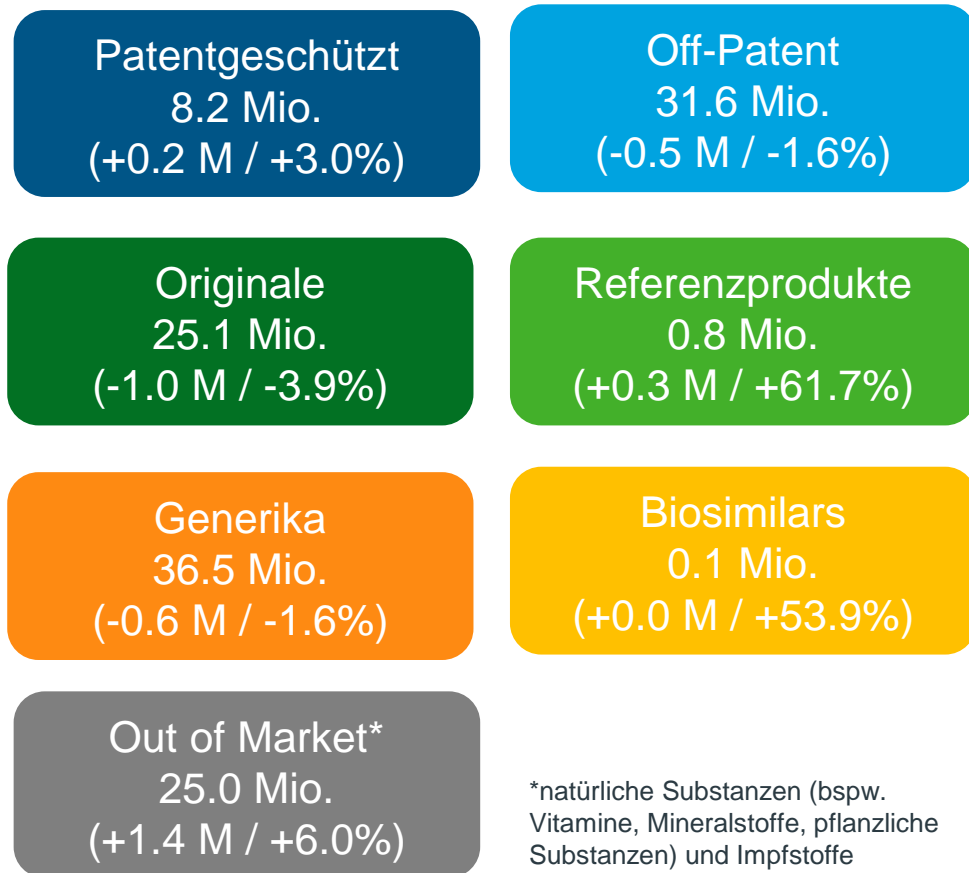 Patentgeschützt
8.2 Mio.
(+0.2 M / +3.0%)
Off-Patent
31.6 Mio.
(-0.5 M / -1.6%)
Originale
25.1 Mio.
(-1.0 M / -3.9%)
Referenzprodukte
0.8 Mio.
(+0.3 M / +61.7%)
Generika
36.5 Mio.
(-0.6 M / -1.6%)
Biosimilars
0.1 Mio.
(+0.0 M / +53.9%)
Out of Market*
25.0 Mio.
(+1.4 M / +6.0%)
*natürliche Substanzen (bspw.
Vitamine, Mineralstoffe, pflanzliche
Substanzen) und Impfstoffe